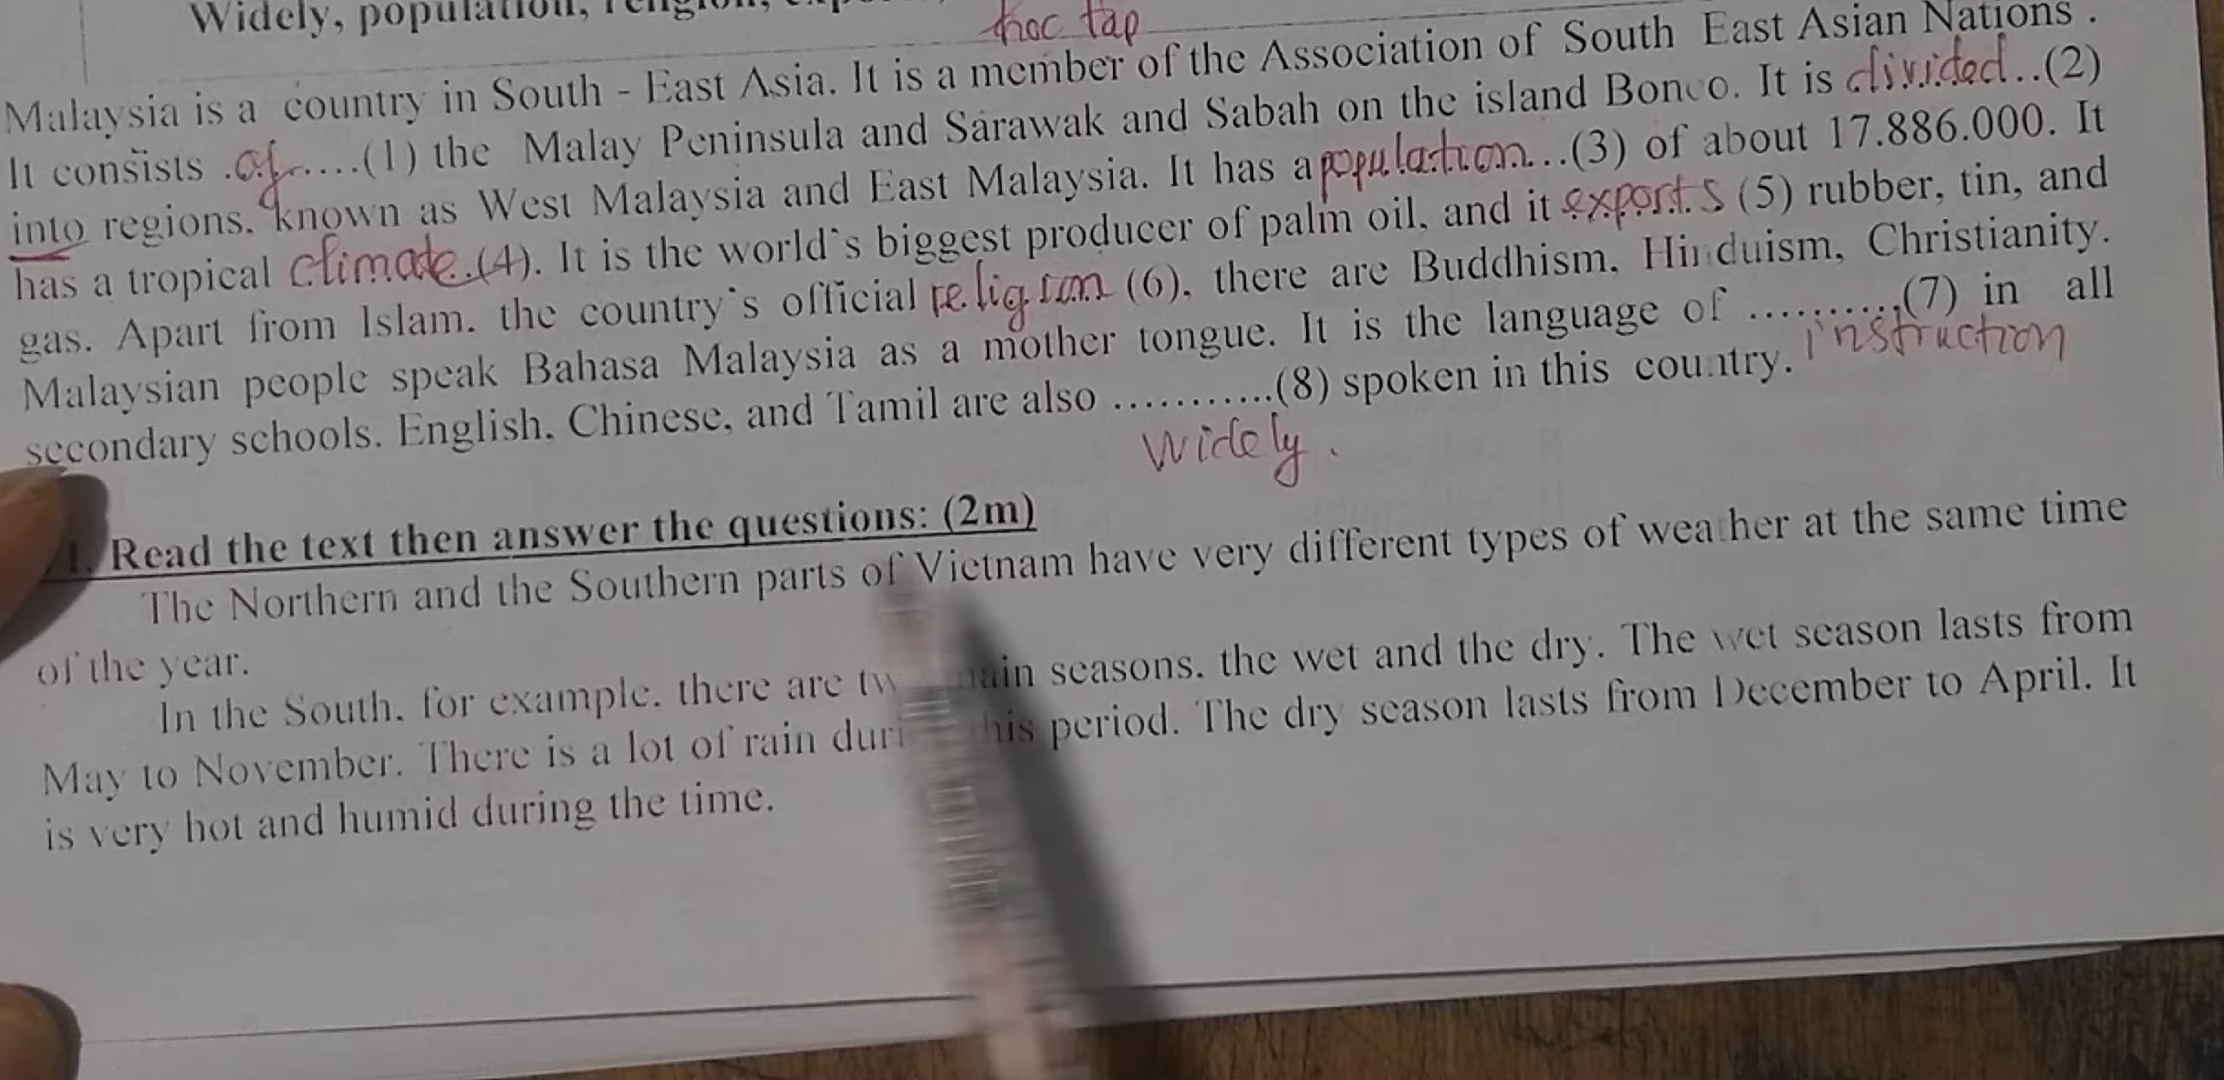 Widely, population, religion,
học tập
Malaysia is a country in South - East Asia. It is a member of the Association of South East Asian Nations .
It consists .of.....(1) the Malay Peninsula and Sarawak and Sabah on the island Boneo. It is divided..(2)
into regions. known as West Malaysia and East Malaysia. It has a population...(3) of about 17.886.000. It
has a tropical climate.(4). It is the world's biggest producer of palm oil, and it exports (5) rubber, tin, and
gas. Apart from Islam. the country's official religion (6). there are Buddhism. Hinduism, Christianity.
Malaysian people speak Bahasa Malaysia as a mother tongue. It is the language of ..........(7) in all
instruction
secondary schools. English. Chinese, and Tamil are also ...........(8) spoken in this country.
Widely .
1. Read the text then answer the questions: (2m)
The Northern and the Southern parts of Vietnam have very different types of weather at the same time
of the year.
In the South. for example. there are main seasons. the wet and the dry. The wet season lasts from
May to November. There is a lot of rain period. The dry season lasts from December to April. It
is very hot and humid during the time.